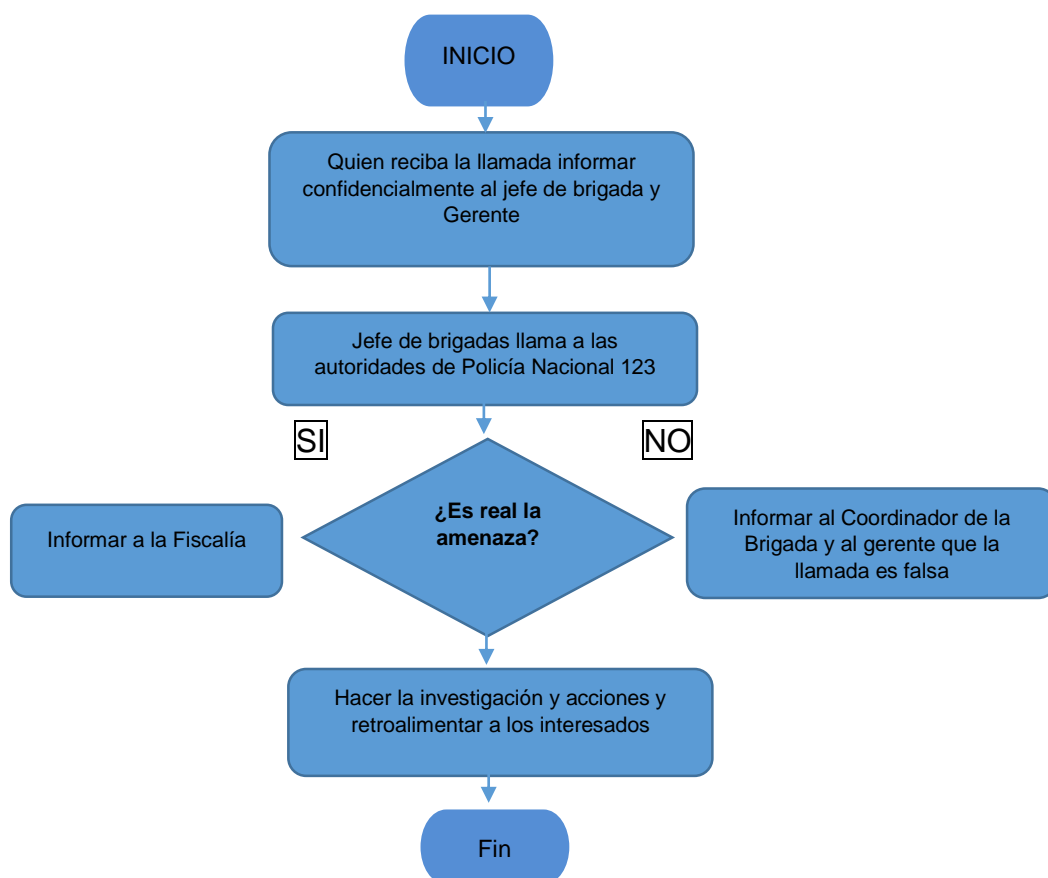 INICIO
Quien reciba la llamada informar
confidencialmente al jefe de brigada y
Gerente
Jefe de brigadas llama a las
autoridades de Policía Nacional 123
SI
NO
¿Es real la
amenaza?
Informar a la Fiscalía
Informar al Coordinador de la
Brigada y al gerente que la
llamada es falsa
Hacer la investigación y acciones y
retroalimentar a los interesados
Fin